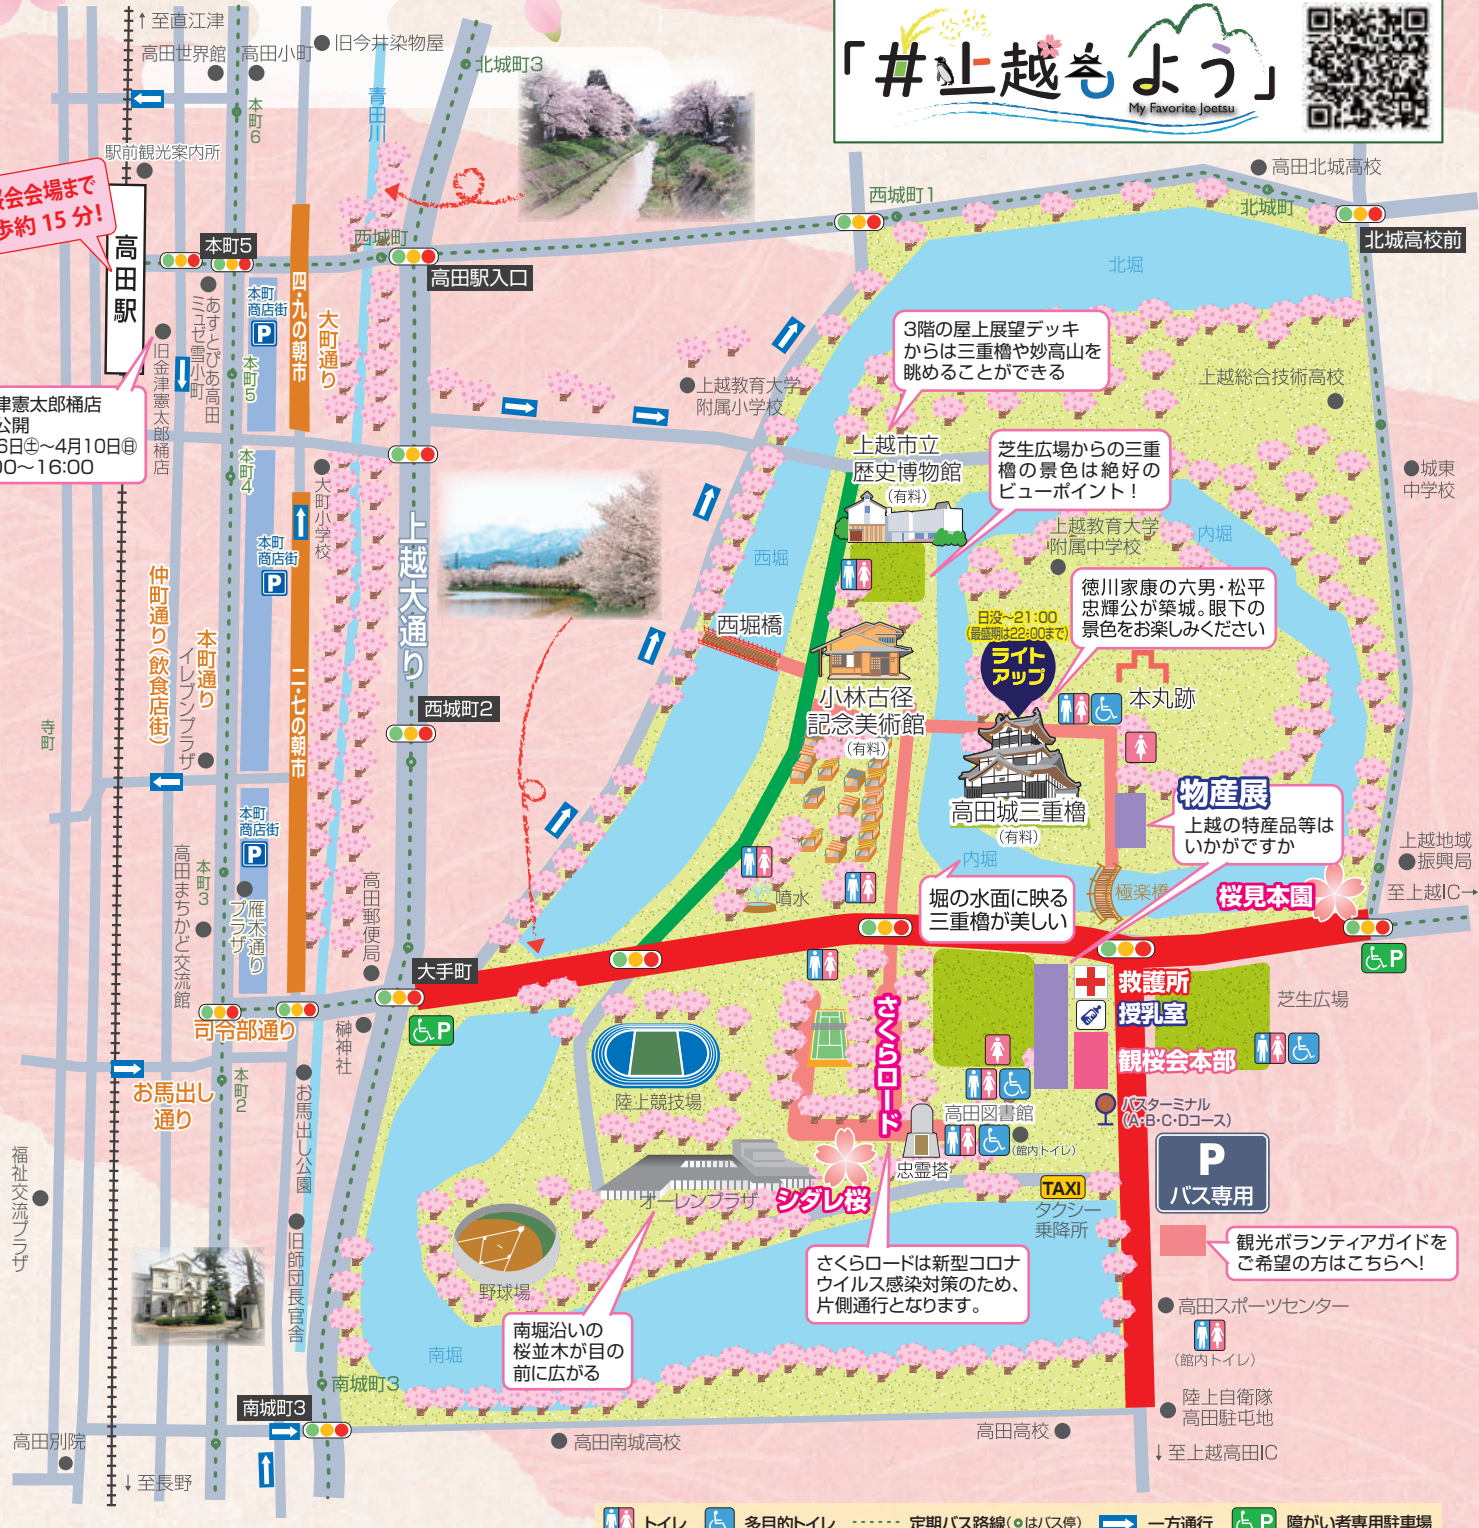 「#上越もよう」
My Favorite Joetsu
↑至直江津
高田世界館
高田小町
旧今井染物屋
北城町3
青田川
本町6
駅前観光案内所
会会場まで
歩約15分!
高田駅
本町5
西城町
高田駅入口
西城町1
高田北城高校
北城町
北城高校前
北堀
あすとぴあ高田
ミュゼ雪小町
本町
商店街
P
四・九の朝市
大町通り
本町5
旧金津憲太郎桶店
津憲太郎桶店
公開
6日㊏～4月10日㊐
00～16:00
上越教育大学
附属小学校
3階の屋上展望デッキ
からは三重櫓や妙高山を
眺めることができる
上越総合技術高校
上越市立
歴史博物館
(有料)
芝生広場からの三重
櫓の景色は絶好の
ビューポイント！
城東
中学校
本町4
大町小学校
上越大通り
本町
商店街
P
西堀
上越教育大学
附属中学校
内堀
仲町通り(飲食店街)
本町通り
イレブンプラザ
寺町
二・七の朝市
西城町2
西堀橋
小林古径
記念美術館
(有料)
日没～21:00
(最盛期は22:00まで)
ライト
アップ
徳川家康の六男・松平
忠輝公が築城。眼下の
景色をお楽しみください
本丸跡
高田城三重櫓
(有料)
物産展
上越の特産品等は
いかがですか
内堀
堀の水面に映る
三重櫓が美しい
極楽橋
桜見本園
上越地域
振興局
至上越IC→
本町
商店街
P
高田まちかど交流館
本町3
雁木通り
プラザ
高田郵便局
噴水
大手町
P
司令部通り
榊神社
さくらロード
救護所
授乳室
観桜会本部
芝生広場
P
お馬出し
通り
本町2
お馬出し公園
陸上競技場
高田図書館
(館内トイレ)
バスターミナル
(A・B・C・Dコース)
忠霊塔
P
バス専用
オーレンプラザ
シダレ桜
TAXI
タクシー
乗降所
福祉交流プラザ
旧師団長官舎
野球場
さくらロードは新型コロナ
ウイルス感染対策のため、
片側通行となります。
観光ボランティアガイドを
ご希望の方はこちらへ!
高田スポーツセンター
(館内トイレ)
南堀沿いの
桜並木が目の
前に広がる
南堀
南城町3
南城町3
陸上自衛隊
高田駐屯地
高田別院
高田南城高校
高田高校
↓至上越高田IC
↓至長野
トイレ 多目的トイレ 定期バス路線(はバス停) 一方通行 P 障がい者専用駐車場